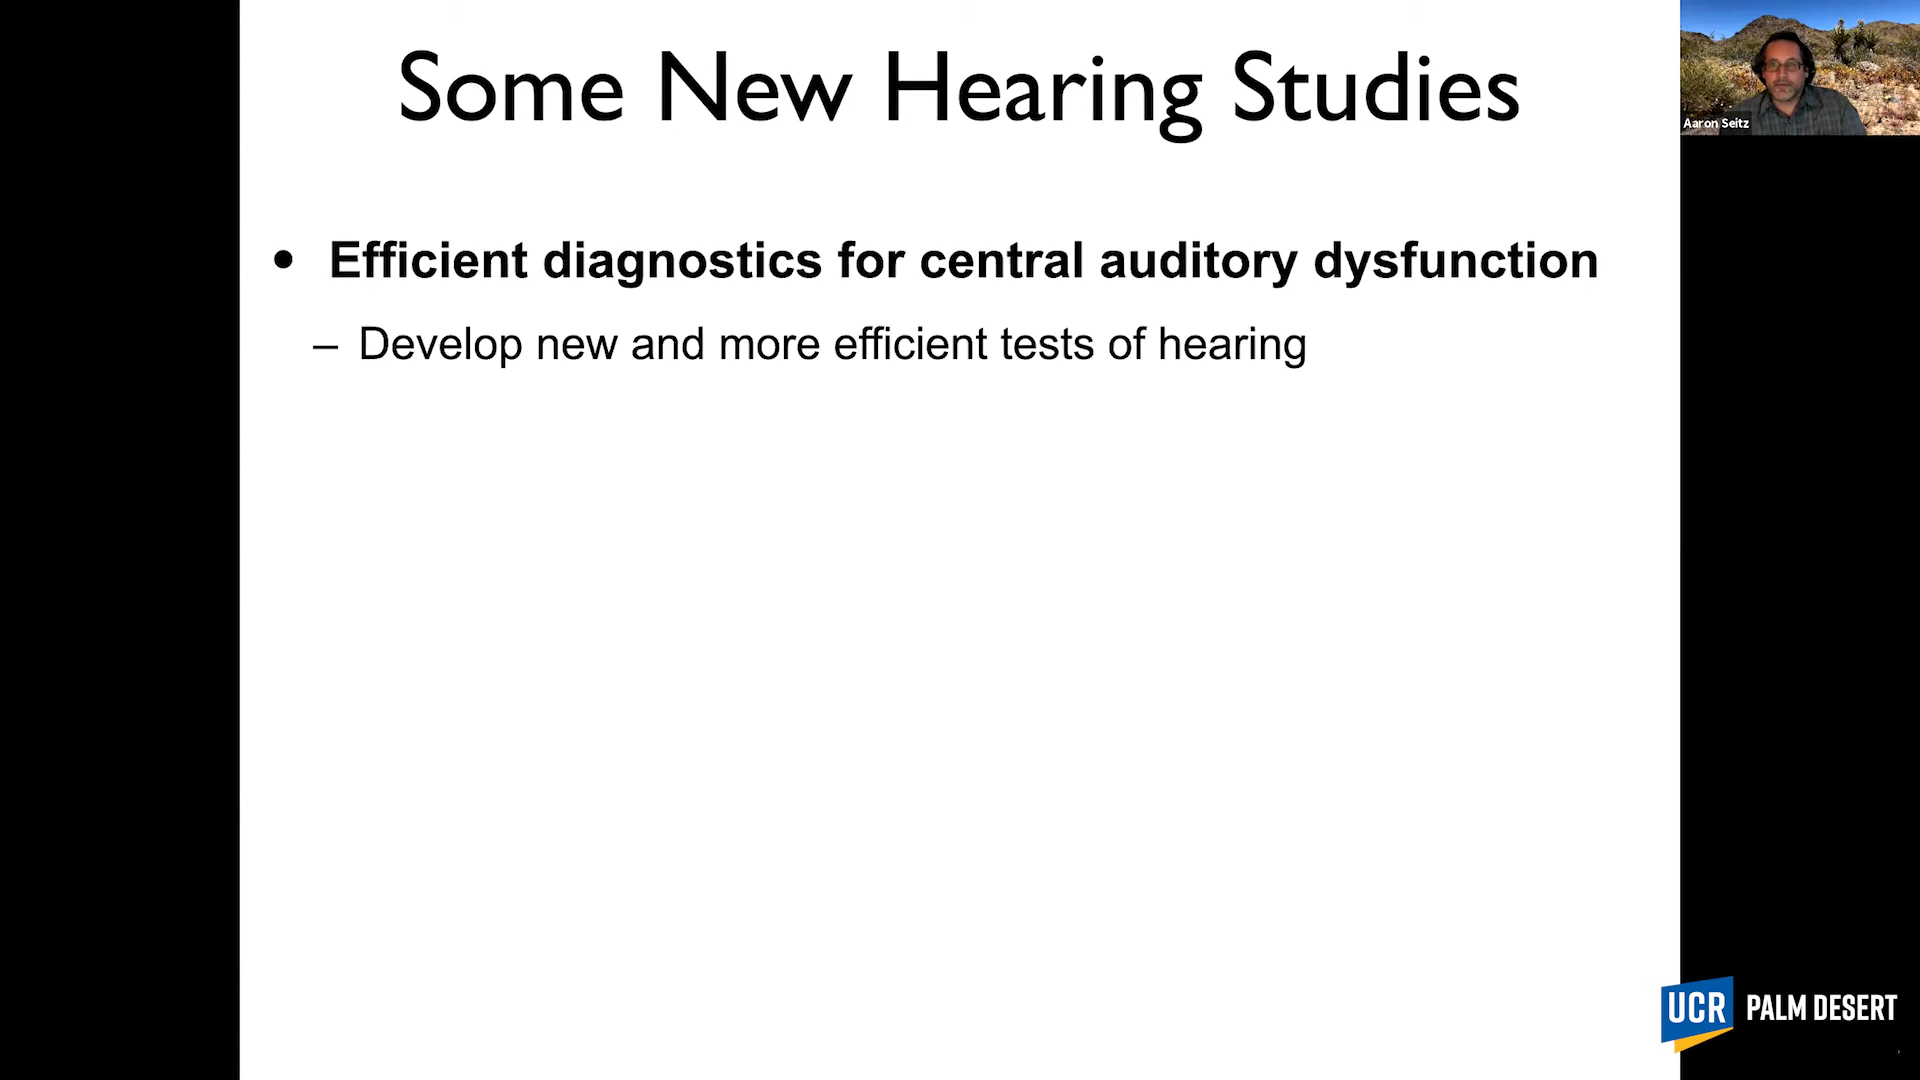 Some New Hearing Studies
Aaron Seitz
• Efficient diagnostics for central auditory dysfunction
– Develop new and more efficient tests of hearing
UCR PALM DESERT